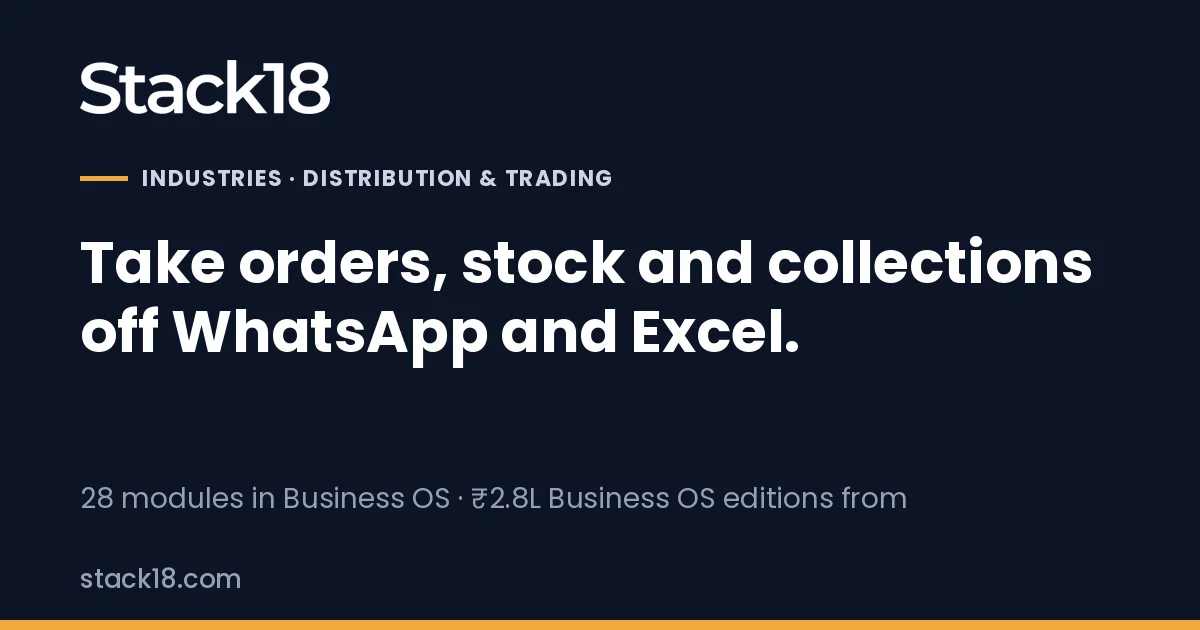 Stack18
INDUSTRIES · DISTRIBUTION & TRADING
Take orders, stock and collections
off WhatsApp and Excel.
28 modules in Business OS · ₹2.8L Business OS editions from
stack18.com